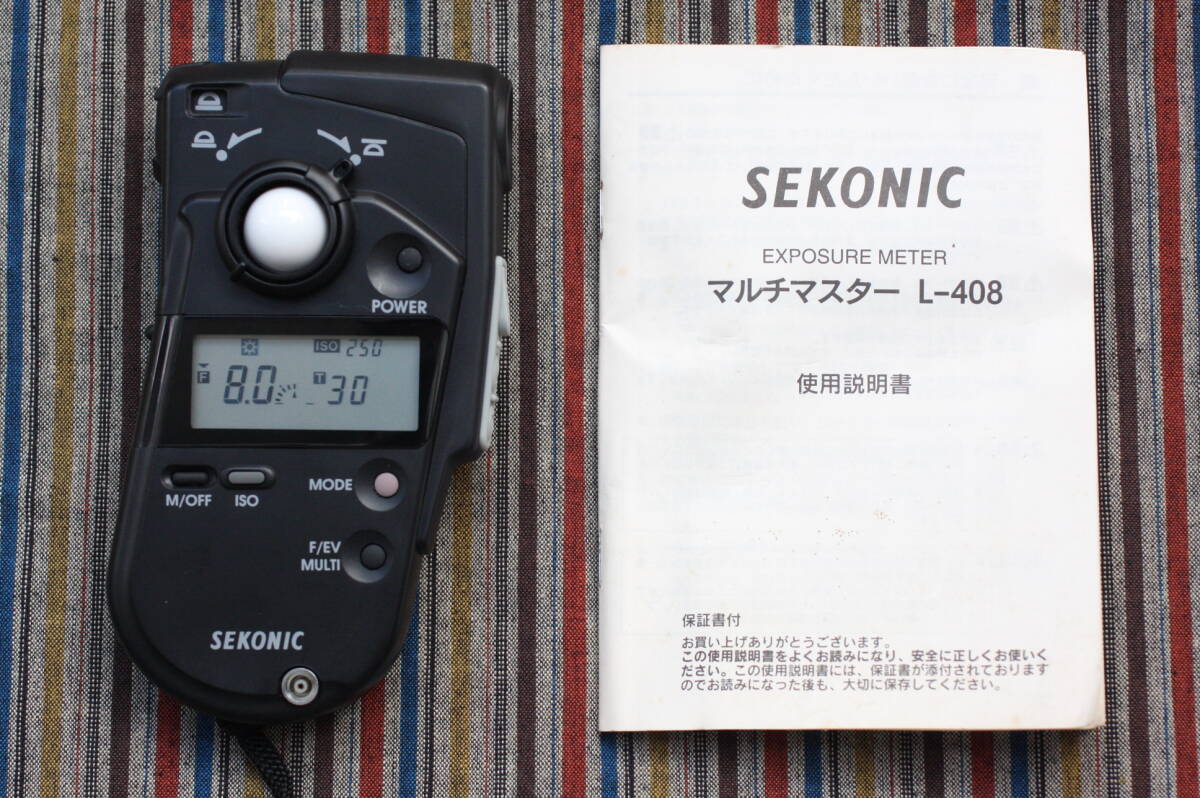 POWER
ISO 250
F 8.0 T 30
M/OFF ISO MODE
F/EV
MULTI
SEKONIC
SEKONIC
EXPOSURE METER
マルチマスター L-408
使用説明書
保証書付
お買い上げありがとうございます。
この使用説明書をよくお読みになり、安全に正しくお使いく
ださい。この使用説明書には、保証書が添付されております
のでお読みになった後も、大切に保存してください。